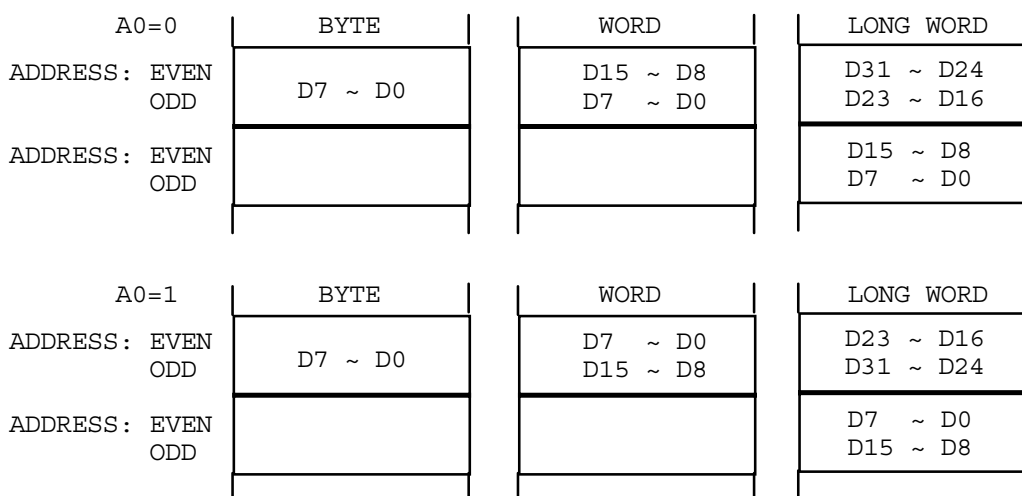 A0=0 BYTE WORD LONG WORD
ADDRESS: EVEN D15 ~ D8 D31 ~ D24
ODD D7 ~ D0 D7 ~ D0 D23 ~ D16
ADDRESS: EVEN D15 ~ D8
ODD D7 ~ D0
A0=1 BYTE WORD LONG WORD
ADDRESS: EVEN D7 ~ D0 D23 ~ D16
ODD D7 ~ D0 D15 ~ D8 D31 ~ D24
ADDRESS: EVEN D7 ~ D0
ODD D15 ~ D8